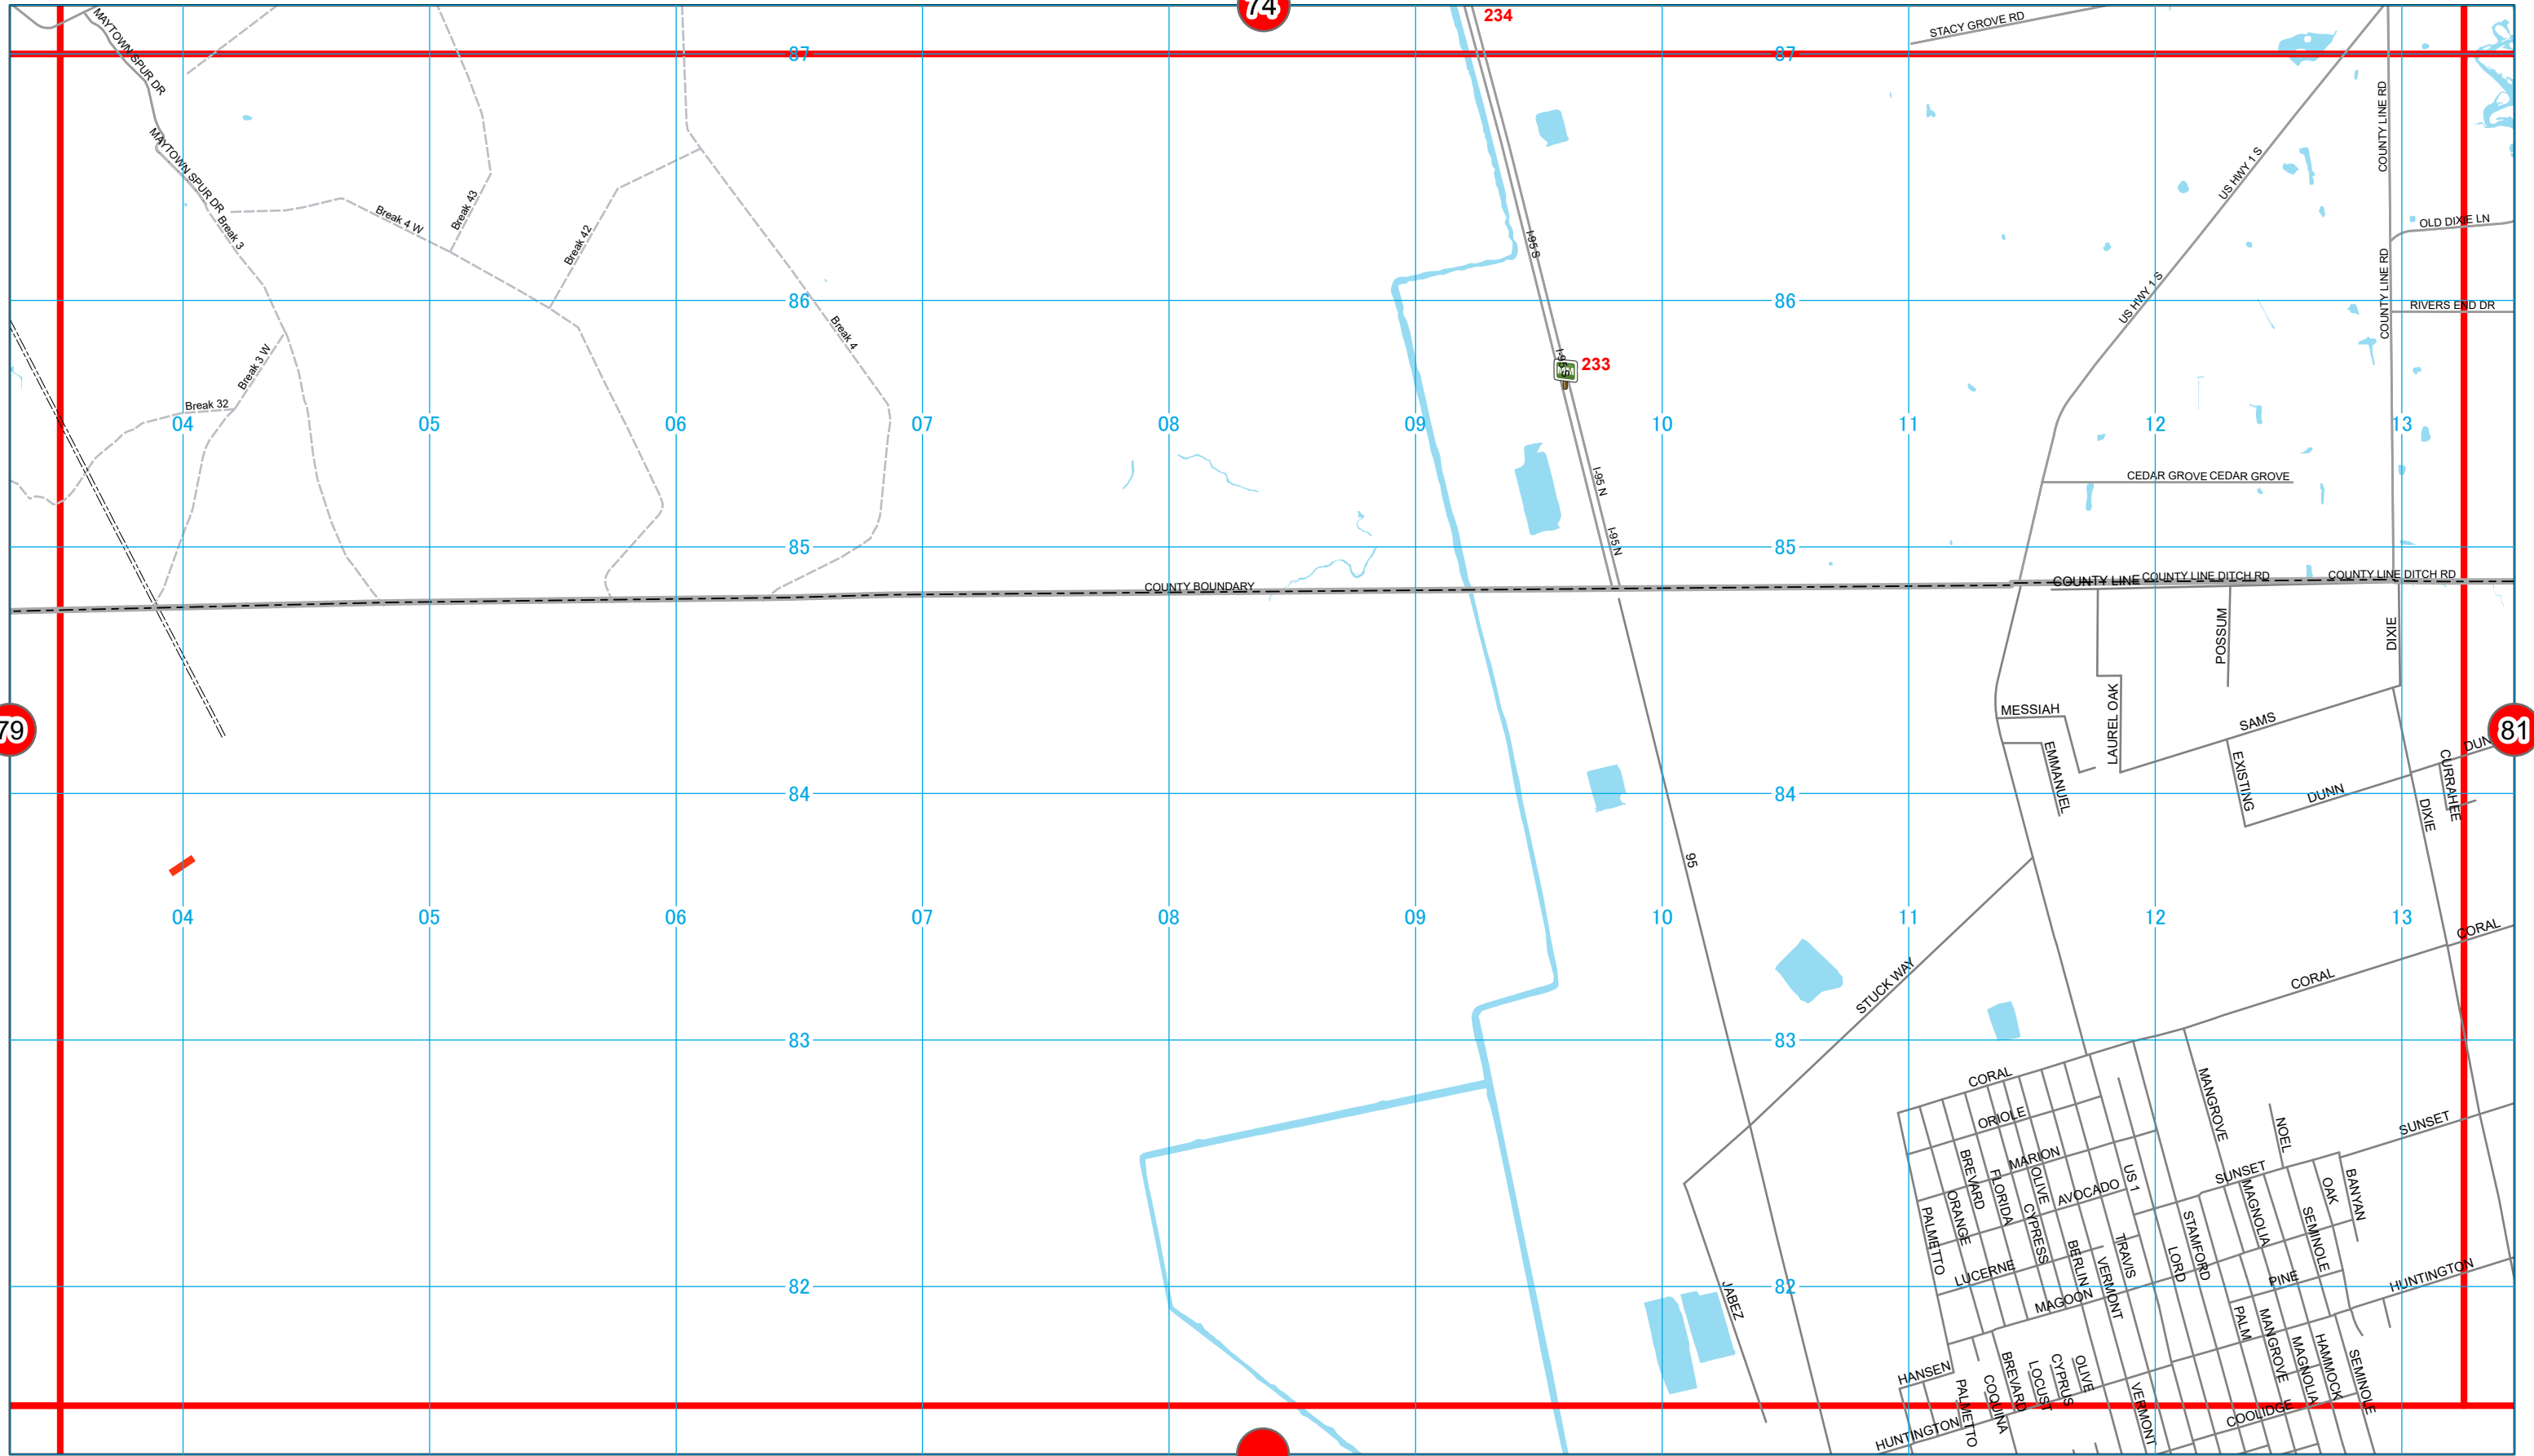 74
234
STACY GROVE RD
MAYTOWN SPUR DR
87
87
COUNTY LINE RD
MAYTOWN SPUR DR
US HWY 1 S
Break 43
Break 4 W
Break 3
Break 42
I-95 S
OLD DIXIE LN
COUNTY LINE RD
US HWY 1 S
86
86
RIVERS END DR
Break 4
Break 3 W
I-95 S
MM
233
Break 32
04
05
06
07
08
09
10
11
12
13
I-95 N
CEDAR GROVE
CEDAR GROVE
I-95 N
85
85
COUNTY BOUNDARY
COUNTY LINE
COUNTY LINE DITCH RD
COUNTY LINE DITCH RD
POSSUM
DIXIE
79
MESSIAH
LAUREL OAK
SAMS
81
EMMANUEL
EXISTING
CURRAHEE
84
84
DUNN
DIXIE
95
04
05
06
07
08
09
10
11
12
13
CORAL
STUCK WAY
CORAL
83
83
CORAL
MANGROVE
ORIOLE
NOEL
SUNSET
MARION
BREVARD
FLORIDA
OLIVE
US 1
SUNSET
AVOCADO
OAK
BANYAN
ORANGE
PALMETTO
CYPRESS
MAGNOLIA
SEMINOLE
STAMFORD
BERLIN
TRAVIS
LORD
LUCERNE
VERMONT
PINE
HUNTINGTON
82
82
JABEZ
MAGOON
PALM
MANGROVE
MAGNOLIA
HAMMOCK
SEMINOLE
HANSEN
BREVARD
LOCUST
CYPRUS
OLIVE
PALMETTO
COQUINA
VERMONT
COOLIDGE
HUNTINGTON